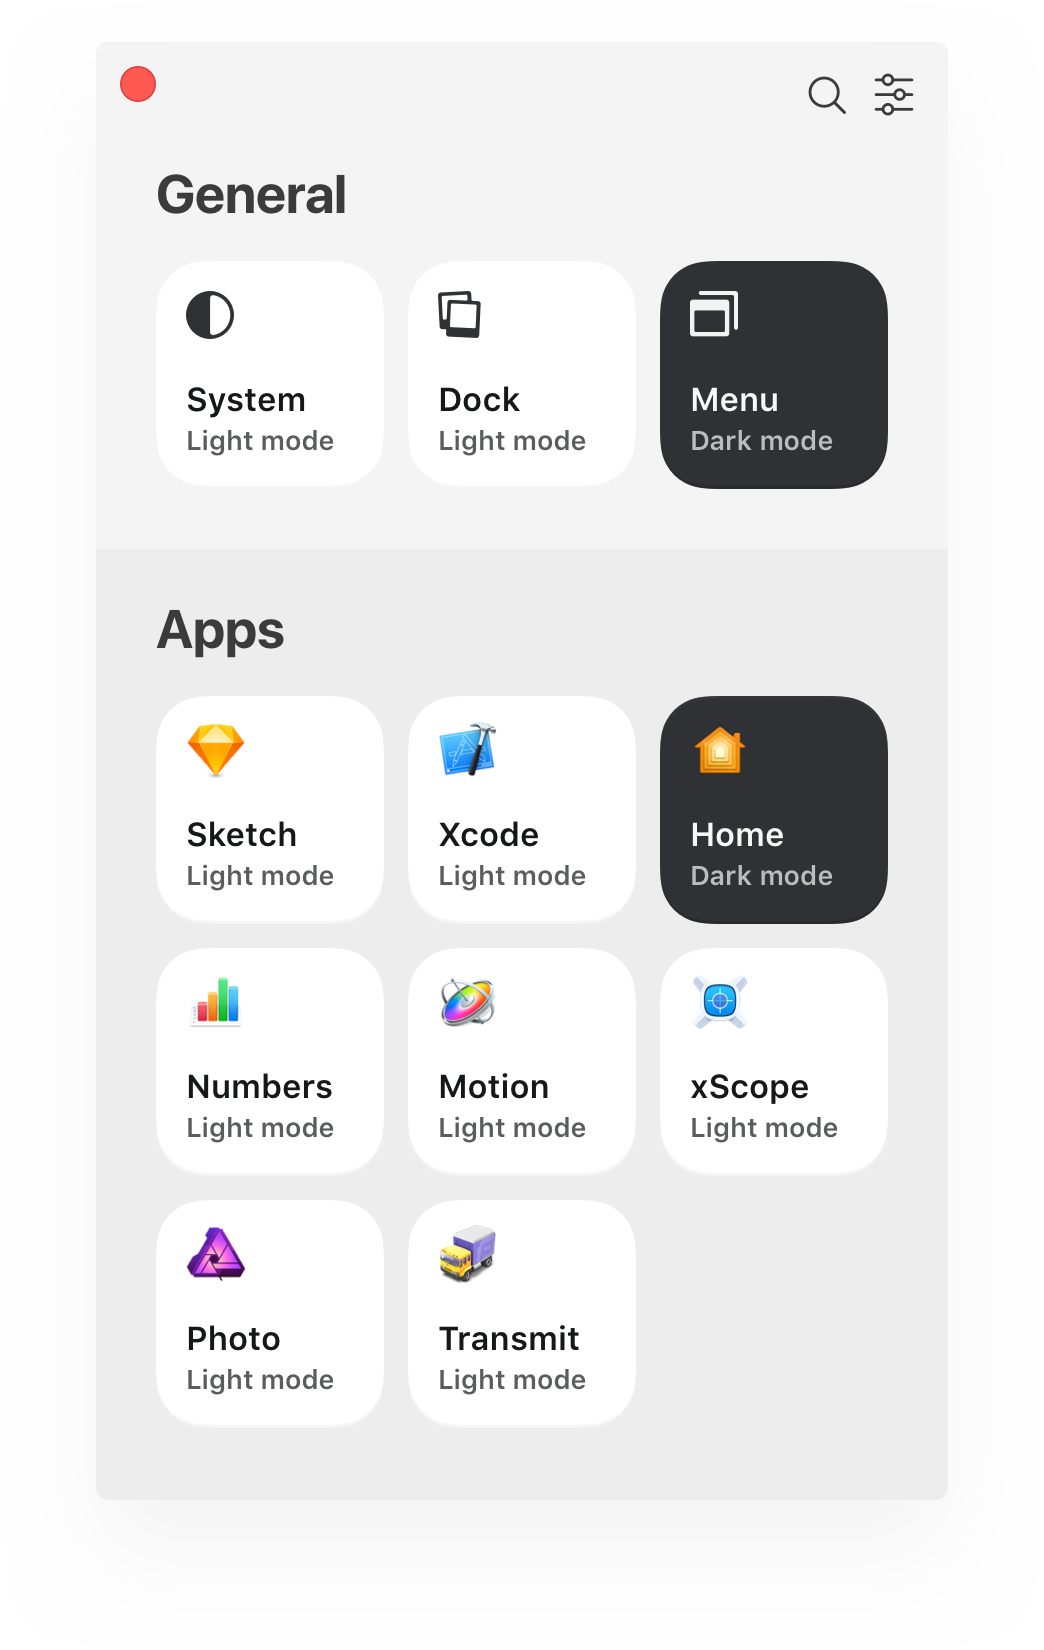 General
System
Light mode
Dock
Light mode
Menu
Dark mode
Apps
Sketch
Light mode
Xcode
Light mode
Home
Dark mode
Numbers
Light mode
Motion
Light mode
xScope
Light mode
Photo
Light mode
Transmit
Light mode